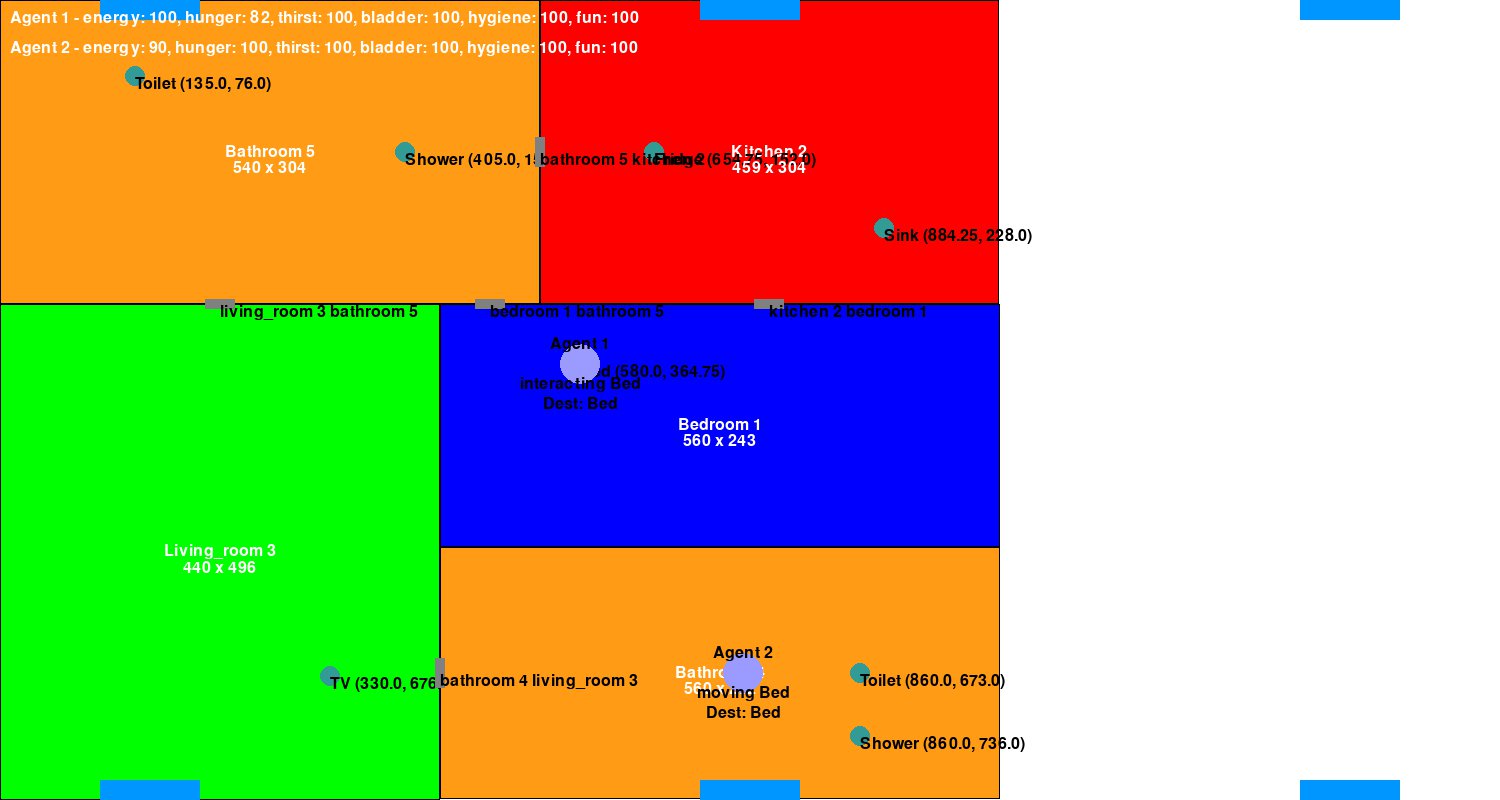 Agent 1 - energy: 100, hunger: 82, thirst: 100, bladder: 100, hygiene: 100, fun: 100
Agent 2 - energy: 90, hunger: 100, thirst: 100, bladder: 100, hygiene: 100, fun: 100
Toilet (135.0, 76.0)
Bathroom 5
540 x 304
Shower (405.0,
bathroom 5 kitchen 2
Kitchen 2
459 x 304
Sink (884.25, 228.0)
living_room 3 bathroom 5
bedroom 1 bathroom 5
kitchen 2 bedroom 1
Agent 1
(580.0, 364.75)
interacting Bed
Dest: Bed
Bedroom 1
560 x 243
Living_room 3
440 x 496
TV (330.0, 676
bathroom 4 living_room 3
Agent 2
moving Bed
Dest: Bed
Toilet (860.0, 673.0)
Shower (860.0, 736.0)